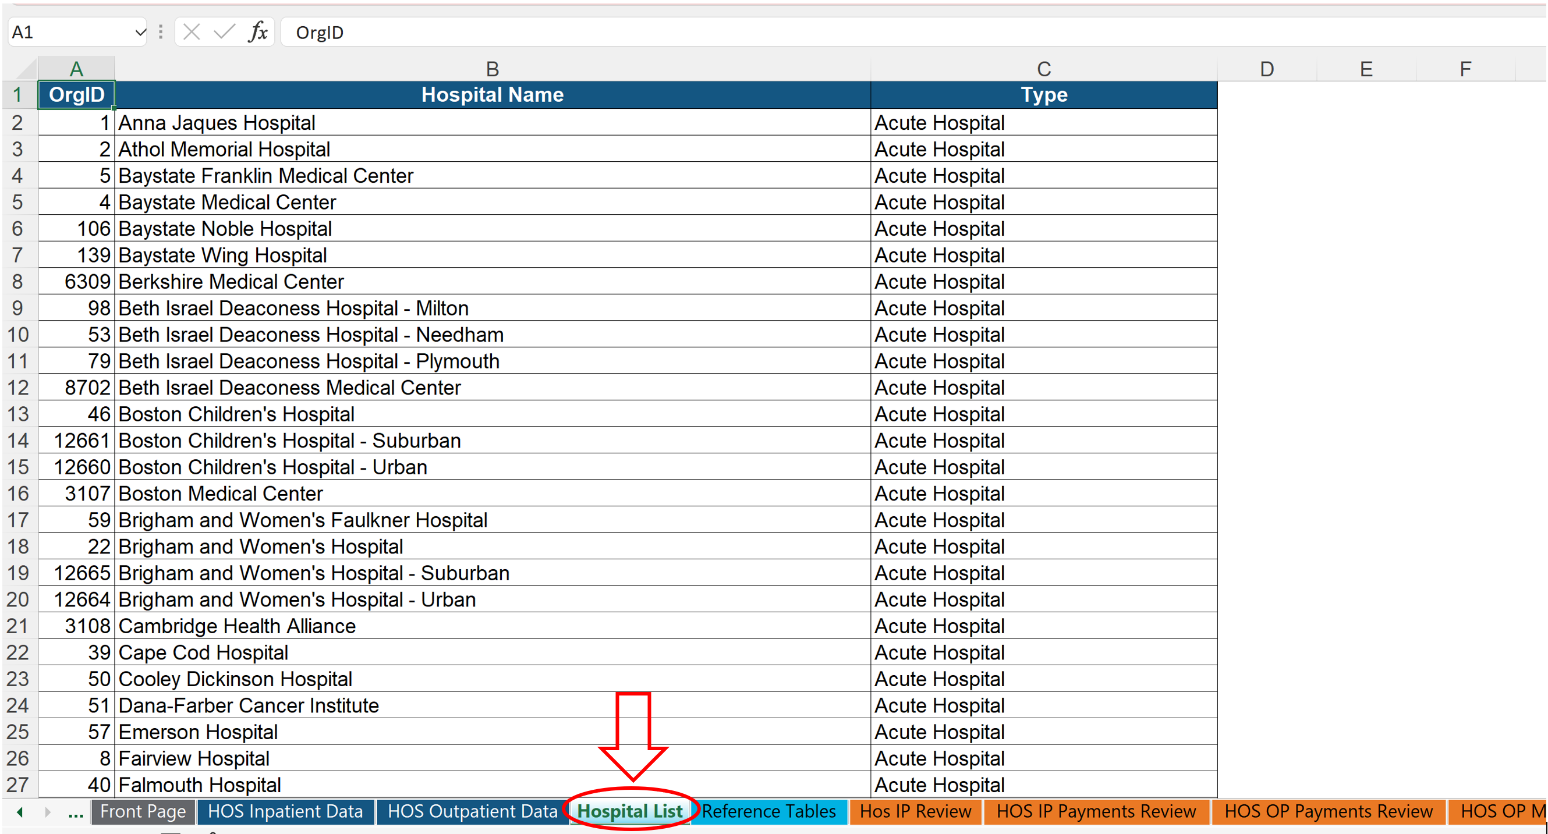 A1 fx OrgID
A B C D E F
1 OrgID Hospital Name Type
2 1 Anna Jaques Hospital Acute Hospital
3 2 Athol Memorial Hospital Acute Hospital
4 5 Baystate Franklin Medical Center Acute Hospital
5 4 Baystate Medical Center Acute Hospital
6 106 Baystate Noble Hospital Acute Hospital
7 139 Baystate Wing Hospital Acute Hospital
8 6309 Berkshire Medical Center Acute Hospital
9 98 Beth Israel Deaconess Hospital - Milton Acute Hospital
10 53 Beth Israel Deaconess Hospital - Needham Acute Hospital
11 79 Beth Israel Deaconess Hospital - Plymouth Acute Hospital
12 8702 Beth Israel Deaconess Medical Center Acute Hospital
13 46 Boston Children's Hospital Acute Hospital
14 12661 Boston Children's Hospital - Suburban Acute Hospital
15 12660 Boston Children's Hospital - Urban Acute Hospital
16 3107 Boston Medical Center Acute Hospital
17 59 Brigham and Women's Faulkner Hospital Acute Hospital
18 22 Brigham and Women's Hospital Acute Hospital
19 12665 Brigham and Women's Hospital - Suburban Acute Hospital
20 12664 Brigham and Women's Hospital - Urban Acute Hospital
21 3108 Cambridge Health Alliance Acute Hospital
22 39 Cape Cod Hospital Acute Hospital
23 50 Cooley Dickinson Hospital Acute Hospital
24 51 Dana-Farber Cancer Institute Acute Hospital
25 57 Emerson Hospital Acute Hospital
26 8 Fairview Hospital Acute Hospital
27 40 Falmouth Hospital Acute Hospital
... Front Page HOS Inpatient Data HOS Outpatient Data Hospital List Reference Tables Hos IP Review HOS IP Payments Review HOS OP Payments Review HOS OP M